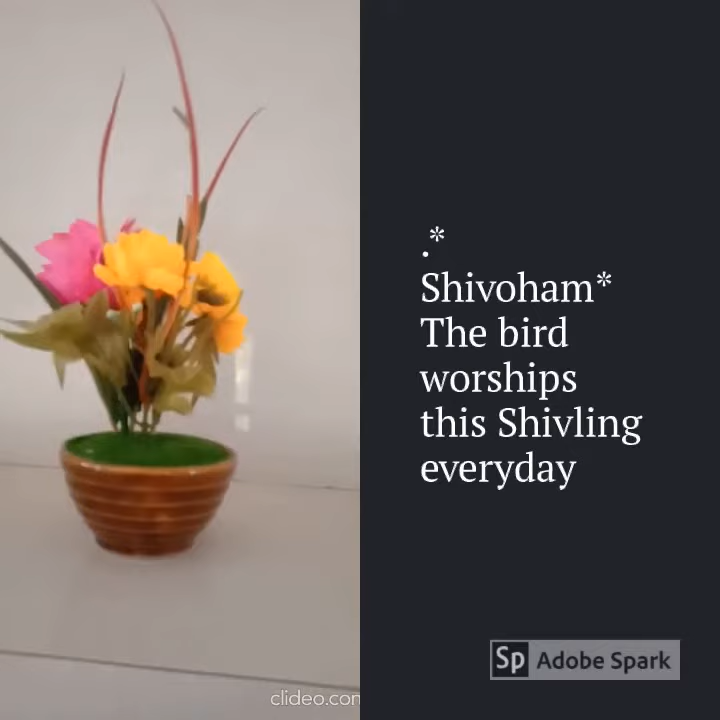 .*
Shivoham*
The bird
worships
this Shivling
everyday
Sp Adobe Spark
clideo.com